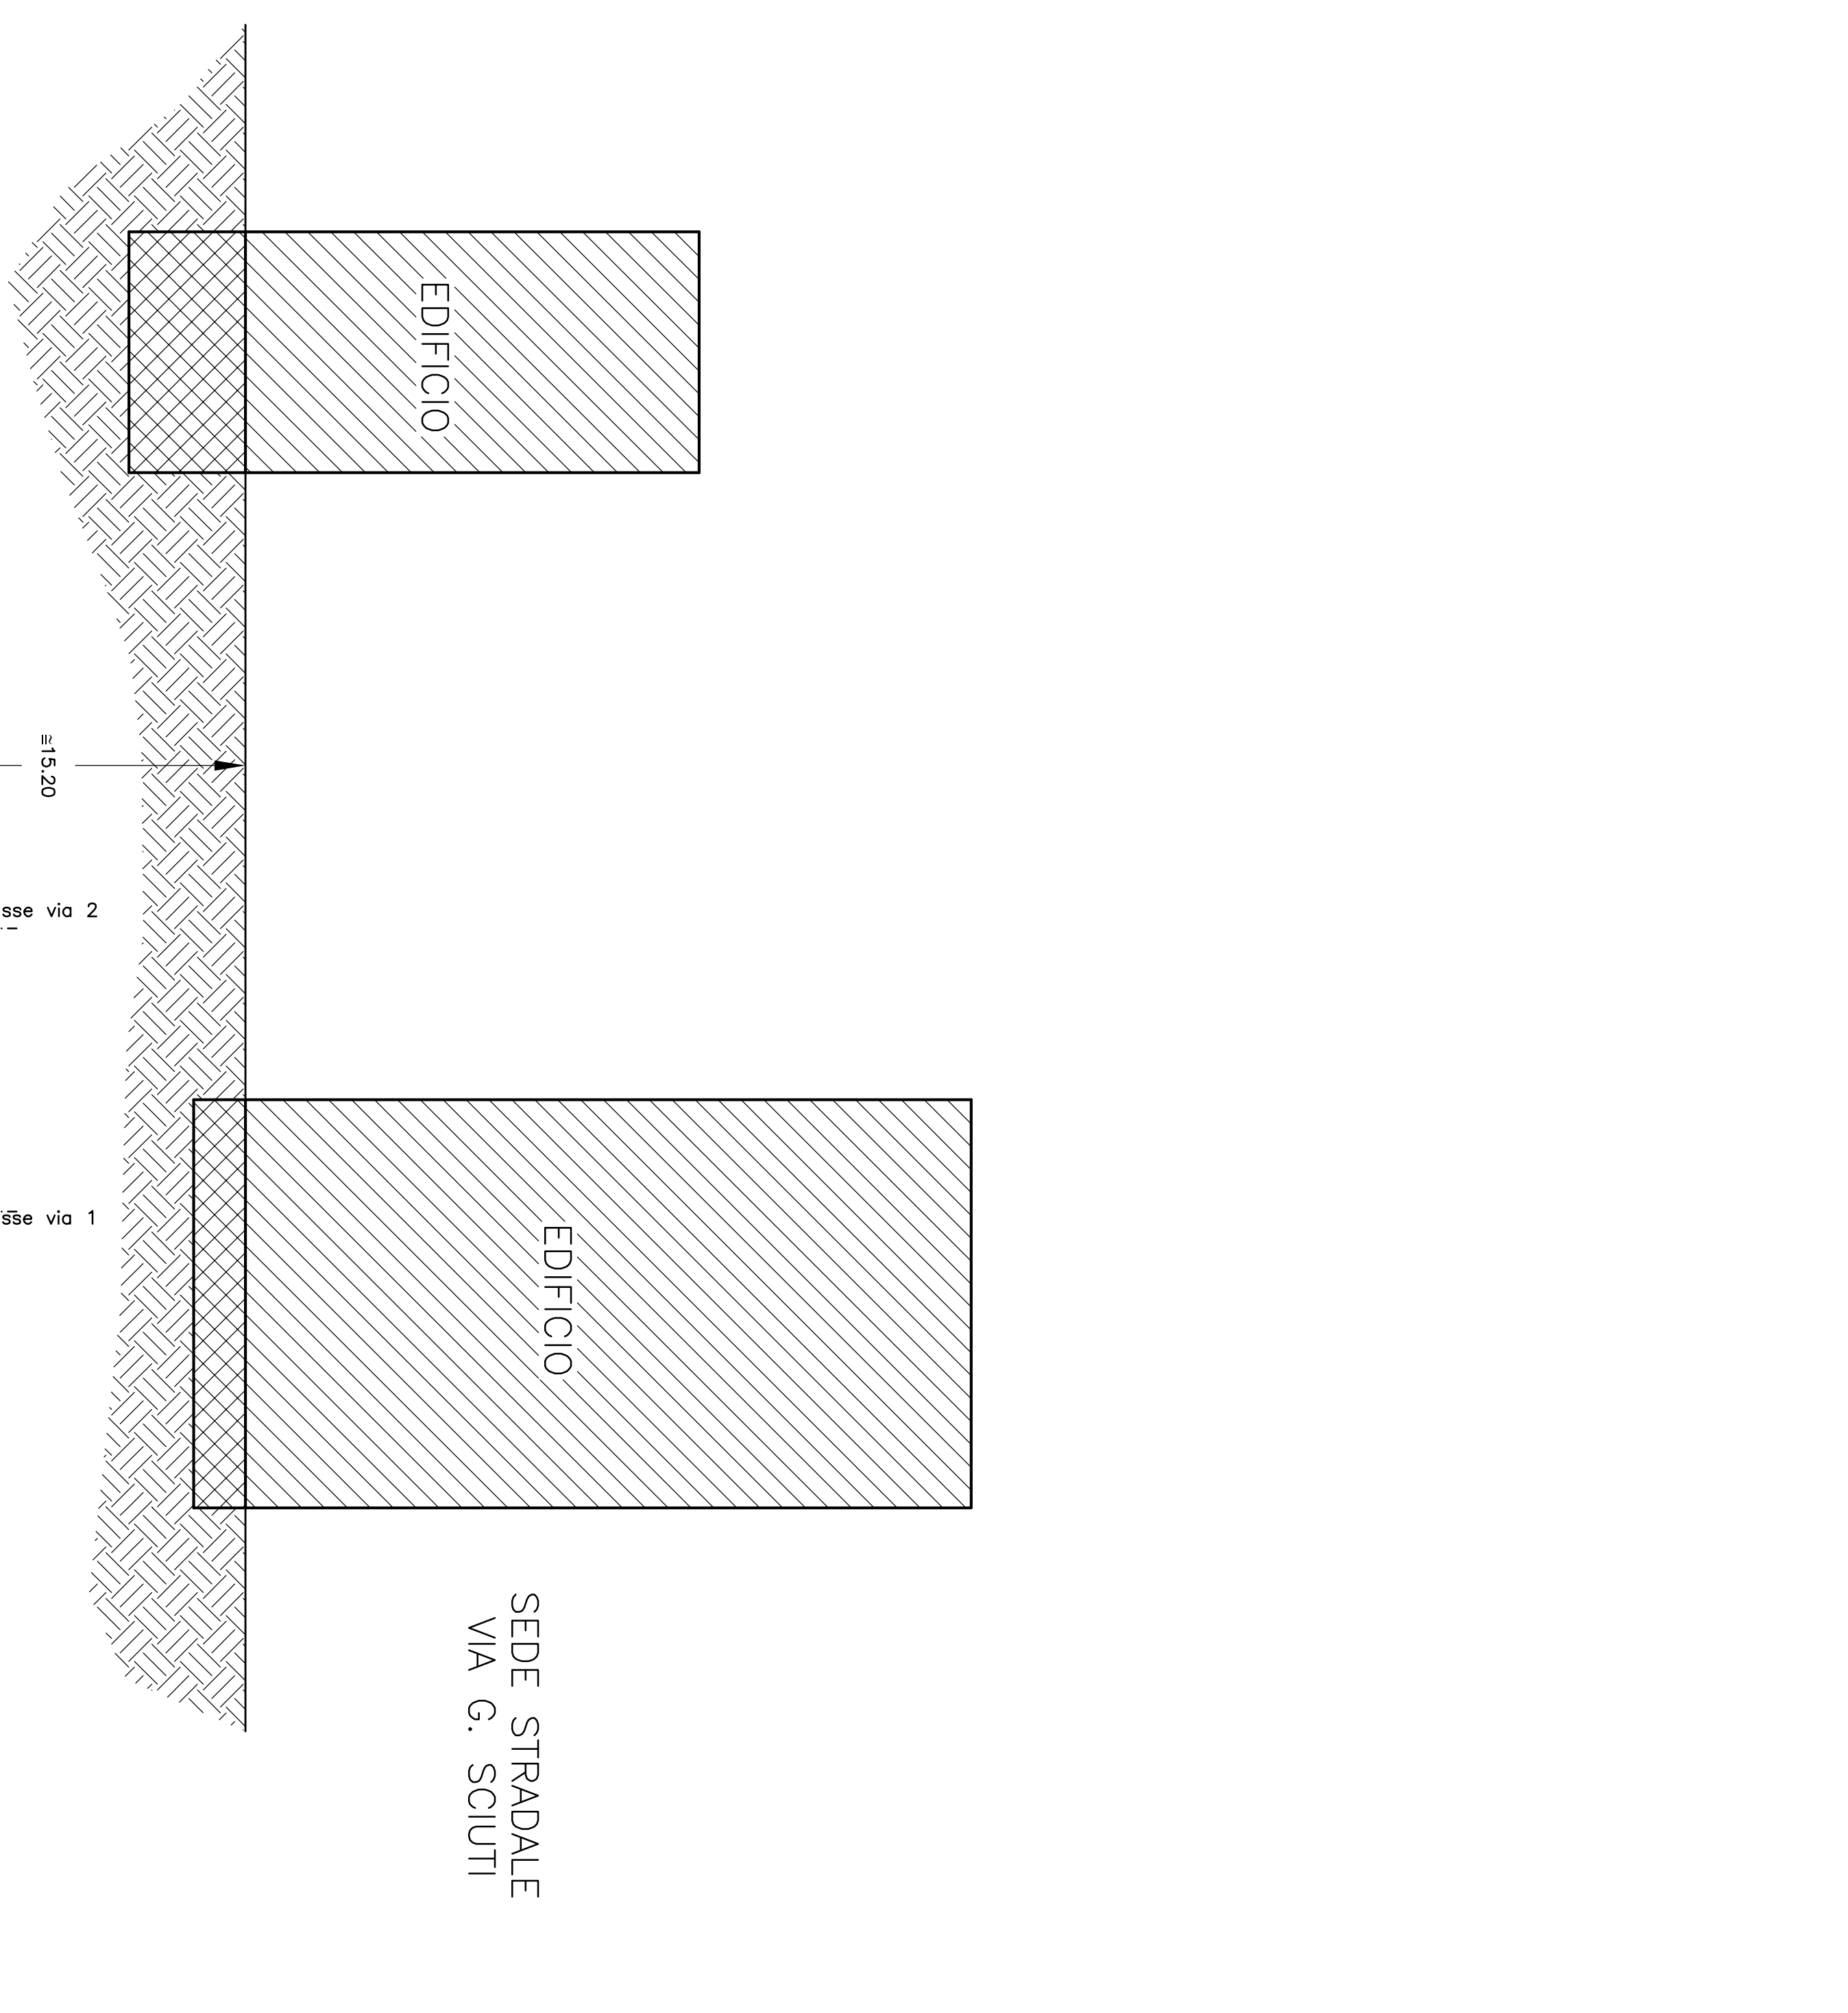 EDIFICIO
≅15.20
sse via 2
sse via 1
EDIFICIO
SEDE STRADALE
VIA G. SCIUTI